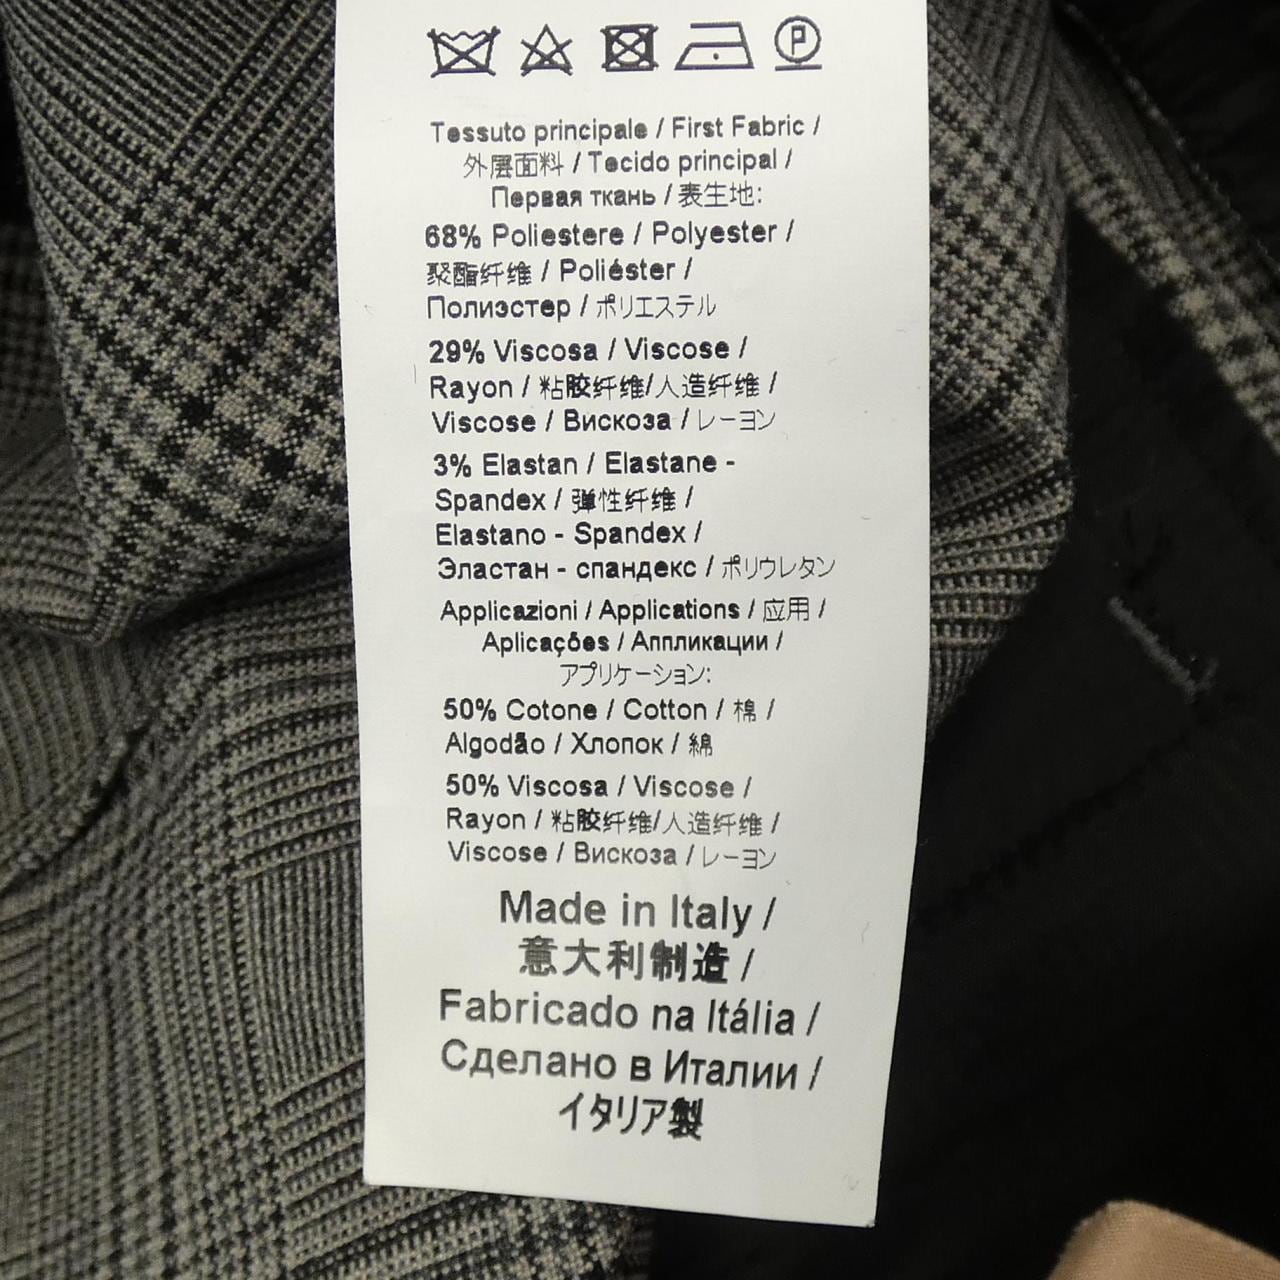 Tessuto principale / First Fabric /
外层面料 / Tecido principal /
Первая ткань / 表生地:
68% Poliestere / Polyester /
聚酯纤维 / Poliéster /
Полиэстер / ポリエステル
29% Viscosa / Viscose /
Rayon / 粘胶纤维/人造纤维 /
Viscose / Вискоза / レーヨン
3% Elastan / Elastane -
Spandex / 弹性纤维 /
Elastano - Spandex /
Эластан - спандекс / ポリウレタン
Applicazioni / Applications / 应用 /
Aplicações / Аппликации /
アプリケーション:
50% Cotone / Cotton / 棉 /
Algodão / Хлопок / 綿
50% Viscosa / Viscose /
Rayon / 粘胶纤维/人造纤维 /
Viscose / Вискоза / レーヨン
Made in Italy /
意大利制造 /
Fabricado na Itália /
Сделано в Италии /
イタリア製